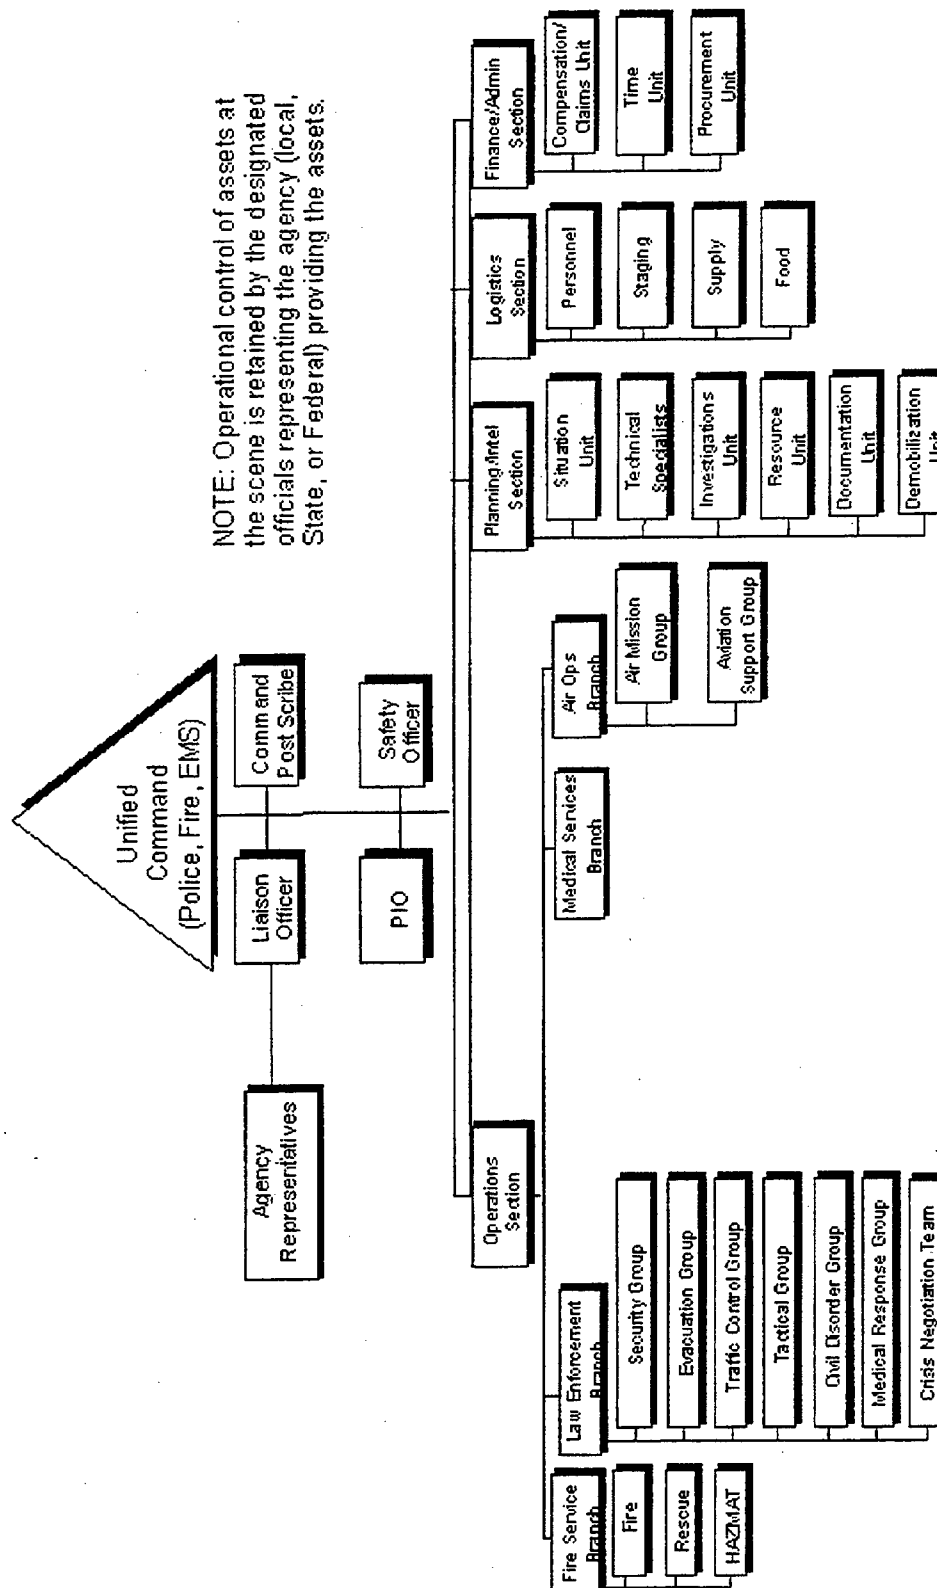 Unified
Command
(Police, Fire, EMS)
NOTE: Operational control of assets at
the scene is retained by the designated
officials representing the agency (local,
State, or Federal) providing the assets.
Agency
Representatives
Liaison
Officer
Command
Post Scribe
PIO
Safety
Officer
Operations
Section
Planning/Intel
Section
Logistics
Section
Finance/Admin
Section
Fire Service
Branch
Fire
Rescue
HAZMAT
Law Enforcement
Branch
Security Group
Evacuation Group
Traffic Control Group
Tactical Group
Civil Disorder Group
Medical Response Group
Crisis Negotiation Team
Medical Services
Branch
Air Ops
Branch
Air Mission
Group
Aviation
Support Group
Situation
Unit
Technical
Specialists
Investigations
Unit
Resource
Unit
Documentation
Unit
Demobilization
Unit
Personnel
Staging
Supply
Food
Compensation/
Claims Unit
Time
Unit
Procurement
Unit